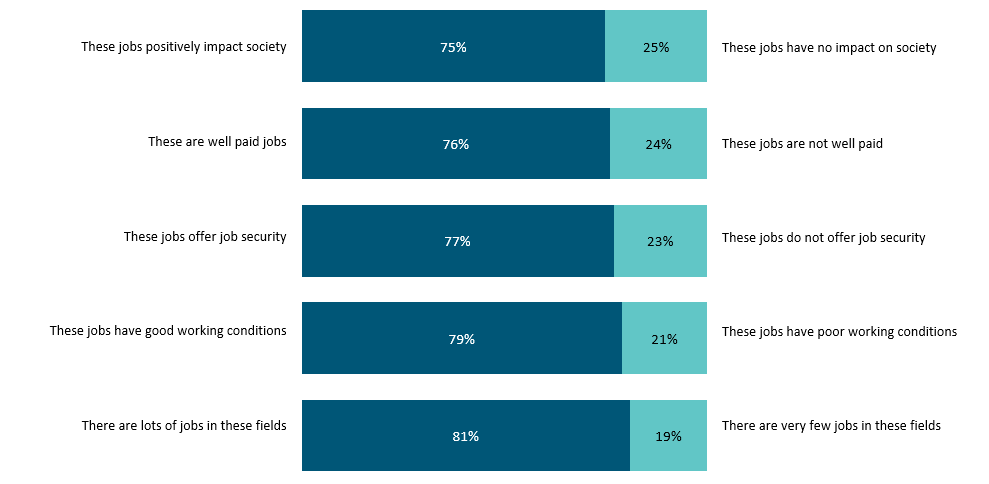 These jobs positively impact society 75% 25% These jobs have no impact on society
These are well paid jobs 76% 24% These jobs are not well paid
These jobs offer job security 77% 23% These jobs do not offer job security
These jobs have good working conditions 79% 21% These jobs have poor working conditions
There are lots of jobs in these fields 81% 19% There are very few jobs in these fields